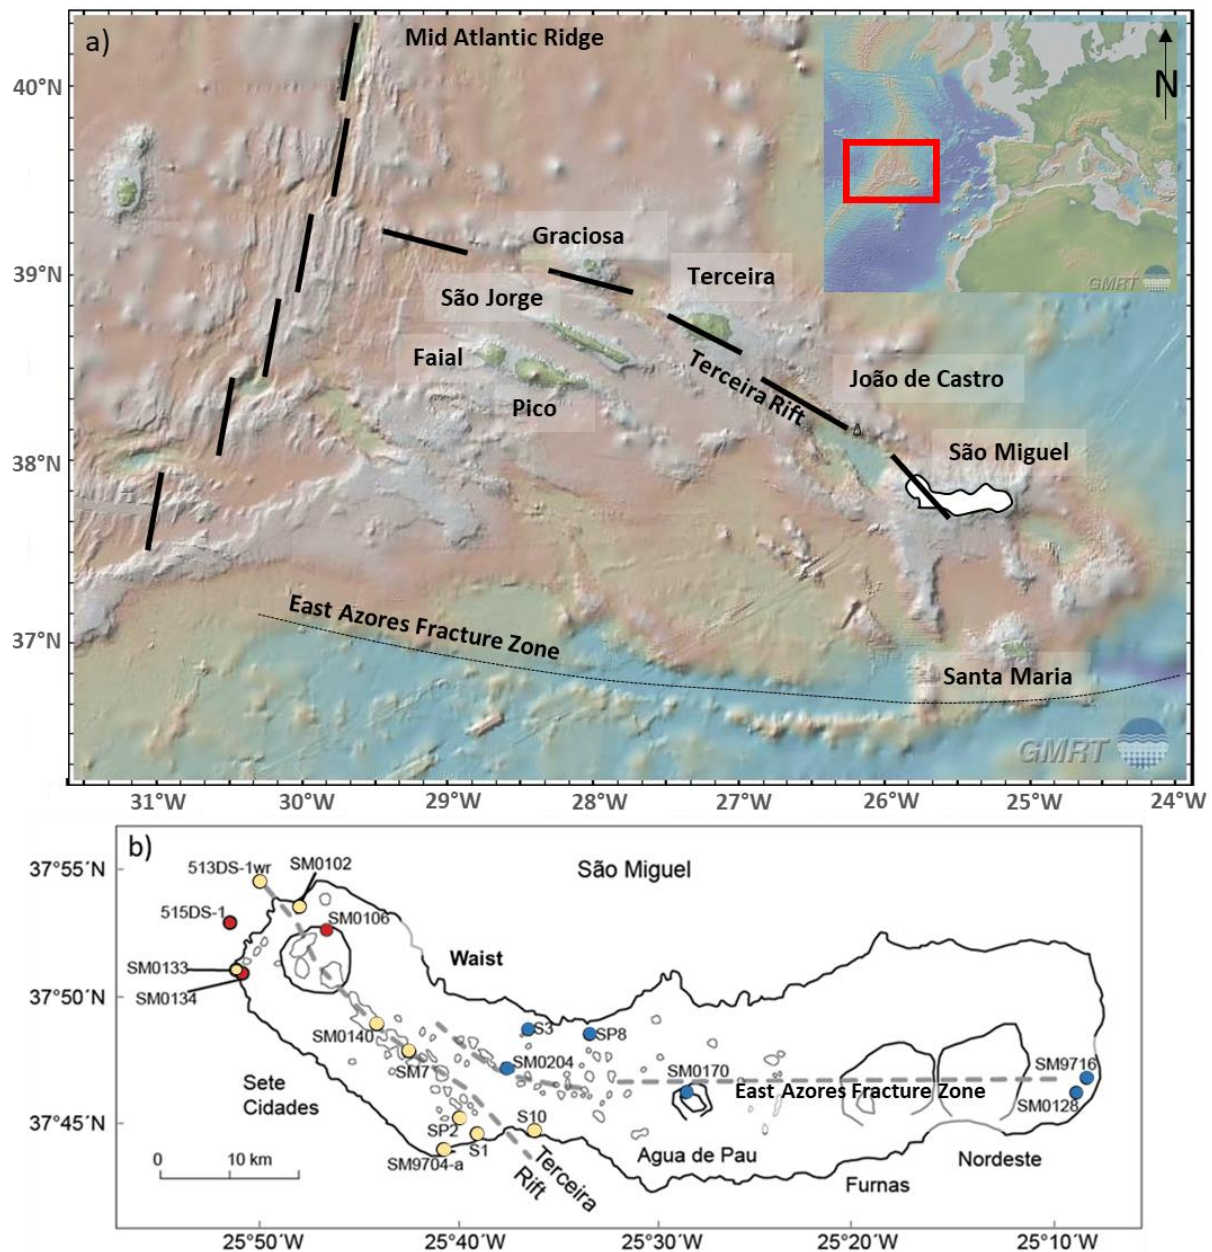 a)
Mid Atlantic Ridge
N
40°N
39°N
38°N
37°N
Graciosa
Terceira
São Jorge
Faial
Pico
Terceira Rift
João de Castro
São Miguel
East Azores Fracture Zone
Santa Maria
GMRT
GMRT
31°W
30°W
29°W
28°W
27°W
26°W
25°W
24°W
b)
São Miguel
37°55´N
37°50´N
37°45´N
513DS-1wr
SM0102
515DS-1
SM0106
SM0133
SM0134
Waist
SM0140
SM7
S3
SP8
SM0204
SM0170
SM9716
East Azores Fracture Zone
SM0128
Sete
Cidades
SP2
S1
S10
SM9704-a
Terceira
Rift
Agua de Pau
Furnas
Nordeste
0
10 km
25°50´W
25°40´W
25°30´W
25°20´W
25°10´W